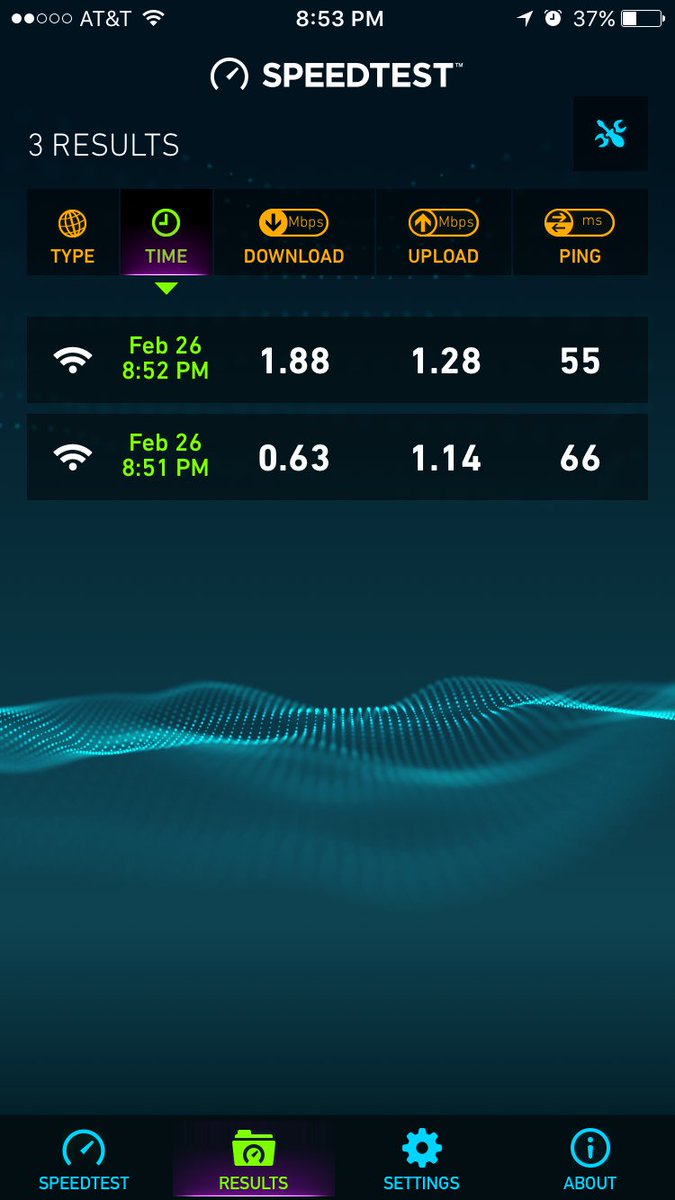 AT&T 8:53 PM 37%
SPEEDTEST™
3 RESULTS
Mbps Mbps ms
TYPE TIME DOWNLOAD UPLOAD PING
Feb 26
8:52 PM 1.88 1.28 55
Feb 26
8:51 PM 0.63 1.14 66
SPEEDTEST RESULTS SETTINGS ABOUT